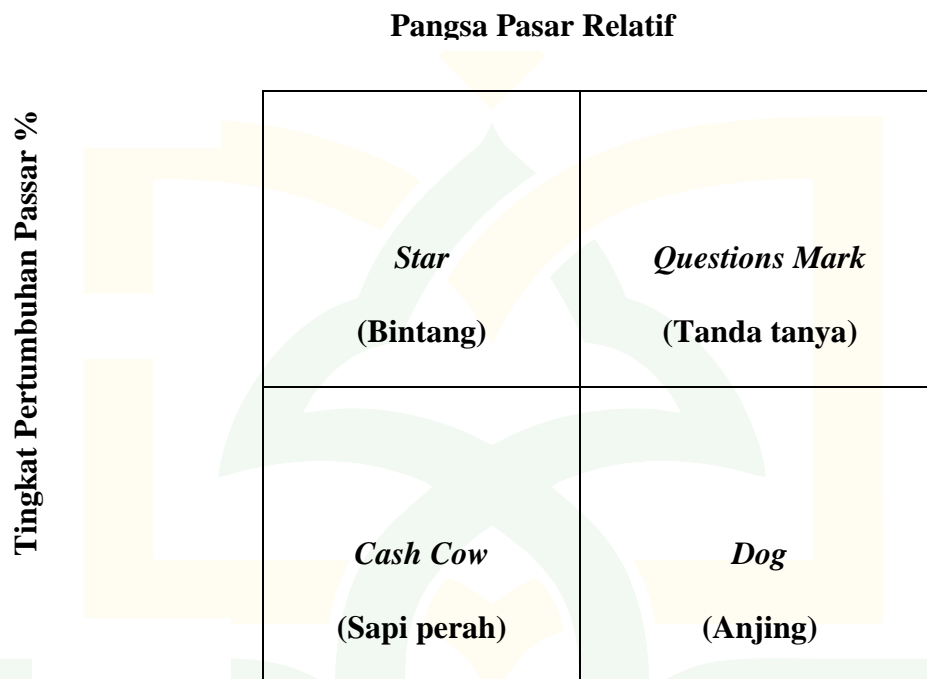 Pangsa Pasar Relatif
Tingkat Pertumbuhan Passar %
Star
(Bintang)
Questions Mark
(Tanda tanya)
Cash Cow
(Sapi perah)
Dog
(Anjing)